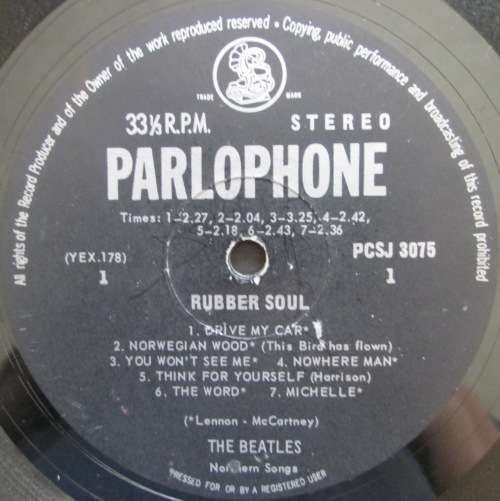 All rights of the Record Producer and of the Owner of the work reproduced reserved • Copying, public performance and broadcasting of this record prohibited
TRADE MARK
33⅓ R.P.M. STEREO
PARLOPHONE
Times: 1-2.27, 2-2.04, 3-3.25, 4-2.42,
5-2.18, 6-2.43, 7-2.36
(YEX.178) PCSJ 3075
1 1
RUBBER SOUL
1. DRIVE MY CAR*
2. NORWEGIAN WOOD* (This Bird has flown)
3. YOU WON'T SEE ME* 4. NOWHERE MAN*
5. THINK FOR YOURSELF (Harrison)
6. THE WORD* 7. MICHELLE*
(*Lennon - McCartney)
THE BEATLES
Northern Songs
PRESSED FOR OR BY A REGISTERED USER